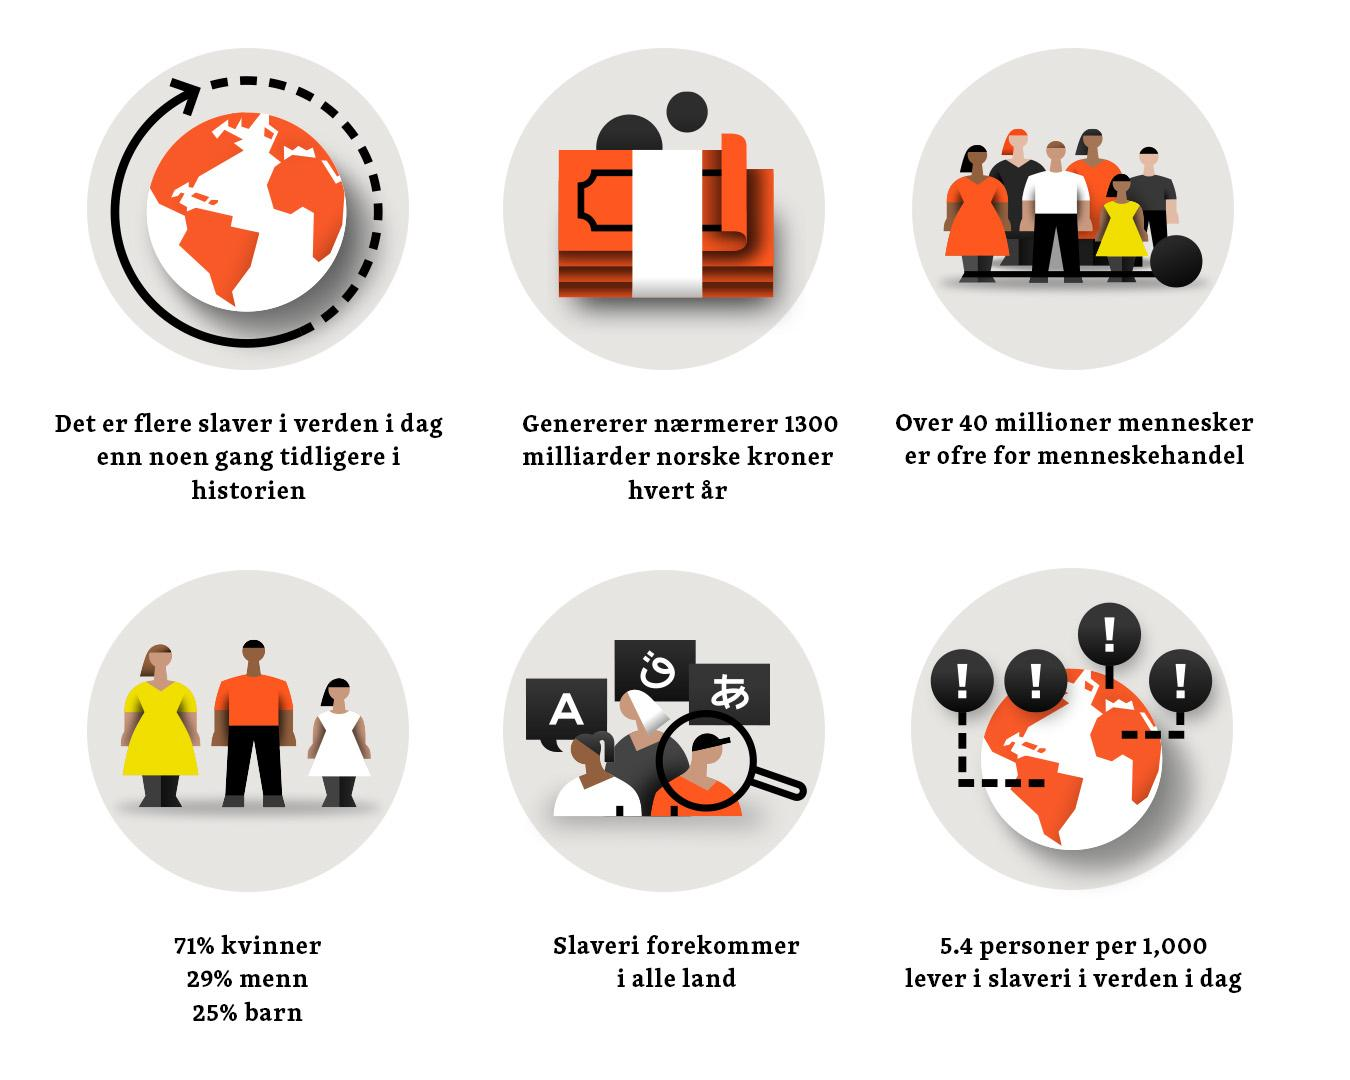 Det er flere slaver i verden i dag
enn noen gang tidligere i
historien
Genererer nærmerer 1300
milliarder norske kroner
hvert år
Over 40 millioner mennesker
er ofre for menneskehandel
A
ق
あ
!
!
!
!
71% kvinner
29% menn
25% barn
Slaveri forekommer
i alle land
5.4 personer per 1,000
lever i slaveri i verden i dag